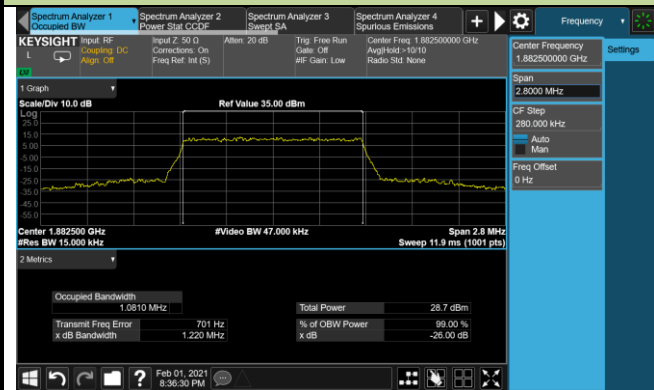 Spectrum Analyzer 1
Occupied BW
Spectrum Analyzer 2
Power Stat CCDF
Spectrum Analyzer 3
Swept SA
Spectrum Analyzer 4
Spurious Emissions
Frequency
KEYSIGHT
L
Input: RF
Coupling: DC
Align: Off
Input Z: 50 Ω
Corrections: On
Freq Ref: Int (S)
Atten: 20 dB
Trig: Free Run
Gate: Off
#IF Gain: Low
Center Freq: 1.882500000 GHz
Avg|Hold:>10/10
Radio Std: None
Center Frequency
1.882500000 GHz
Settings
Span
2.8000 MHz
CF Step
280.000 kHz
Auto
Man
Freq Offset
0 Hz
1 Graph
Scale/Div 10.0 dB
Ref Value 35.00 dBm
Log
25.0
15.0
5.00
-5.00
-15.0
-25.0
-35.0
-45.0
-55.0
Center 1.882500 GHz
#Video BW 47.000 kHz
Span 2.8 MHz
#Res BW 15.000 kHz
Sweep 11.9 ms (1001 pts)
2 Metrics
Occupied Bandwidth
1.0810 MHz
Total Power
28.7 dBm
Transmit Freq Error
701 Hz
% of OBW Power
99.00 %
x dB Bandwidth
1.220 MHz
x dB
-26.00 dB
?
Feb 01, 2021
8:36:30 PM